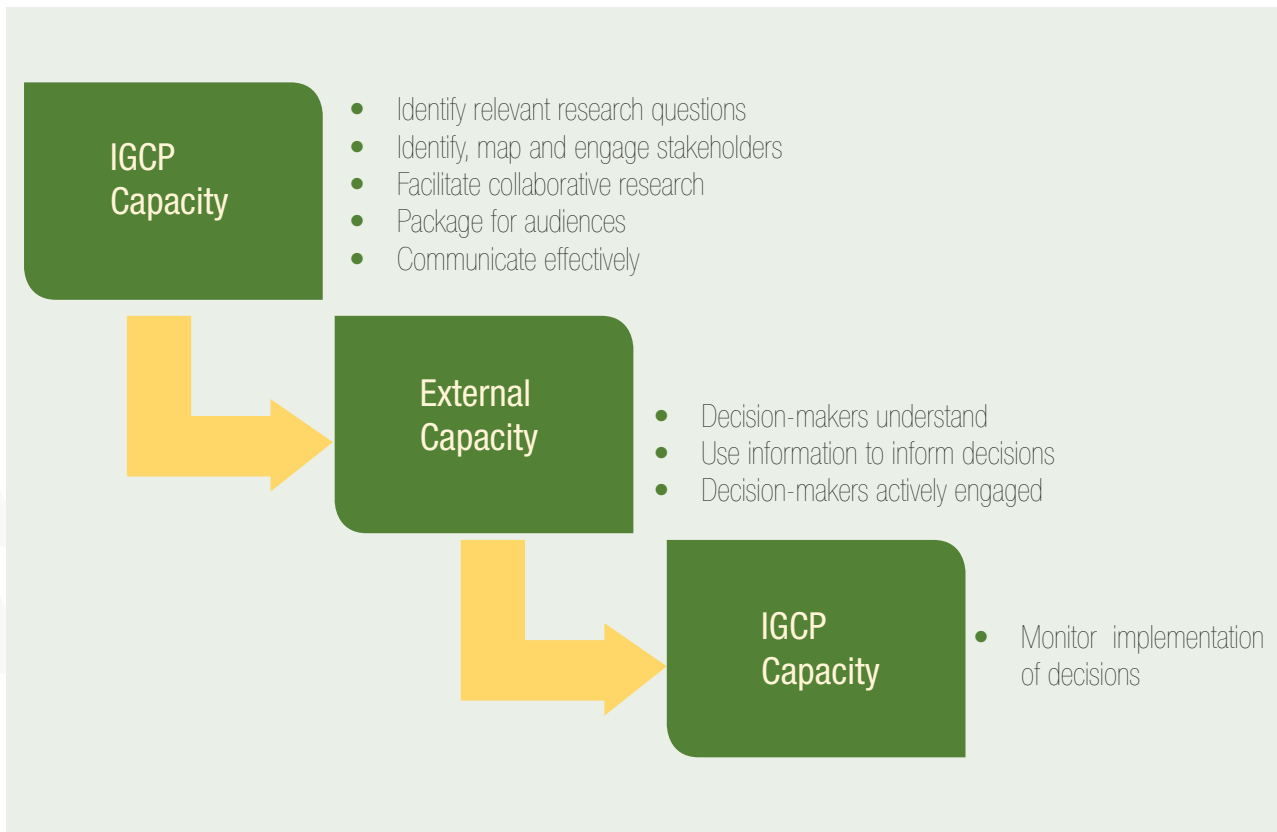 IGCP
Capacity
• Identify relevant research questions
• Identify, map and engage stakeholders
• Facilitate collaborative research
• Package for audiences
• Communicate effectively
External
Capacity
• Decision-makers understand
• Use information to inform decisions
• Decision-makers actively engaged
IGCP
Capacity
• Monitor implementation
of decisions